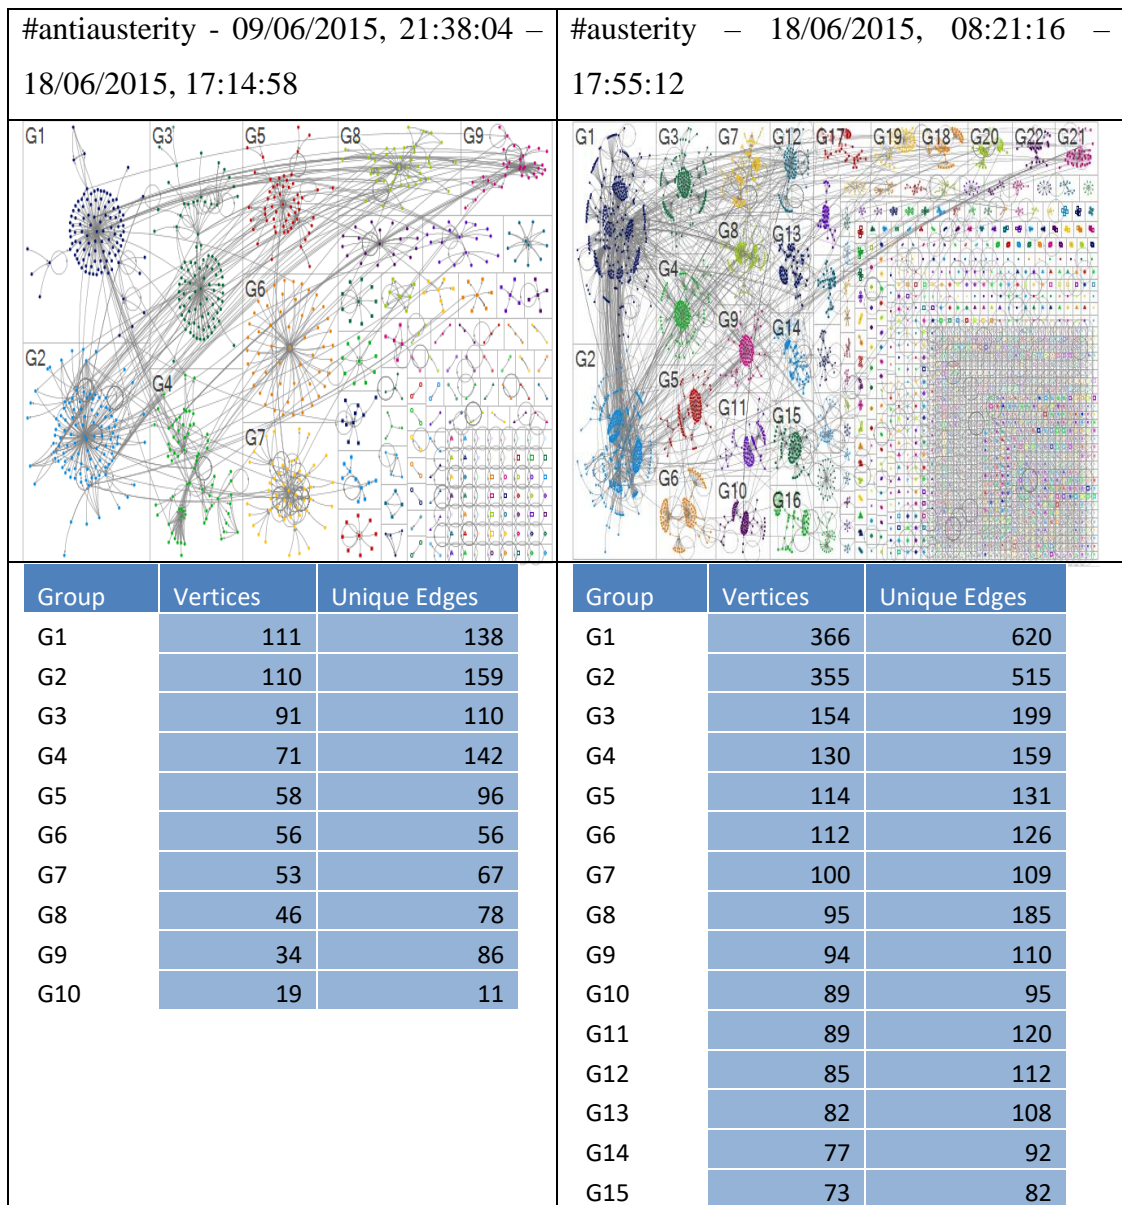 #antiausterity - 09/06/2015, 21:38:04 –
18/06/2015, 17:14:58
#austerity – 18/06/2015, 08:21:16 –
17:55:12
G1 G3 G5 G8 G9
G6
G2 G4
G7
G1 G3 G7 G12 G17 G19 G18 G20 G22 G21
G8 G13
G4
G9 G14
G2 G5 G11 G15
G6 G10 G16
Group Vertices Unique Edges
G1 111 138
G2 110 159
G3 91 110
G4 71 142
G5 58 96
G6 56 56
G7 53 67
G8 46 78
G9 34 86
G10 19 11
Group Vertices Unique Edges
G1 366 620
G2 355 515
G3 154 199
G4 130 159
G5 114 131
G6 112 126
G7 100 109
G8 95 185
G9 94 110
G10 89 95
G11 89 120
G12 85 112
G13 82 108
G14 77 92
G15 73 82